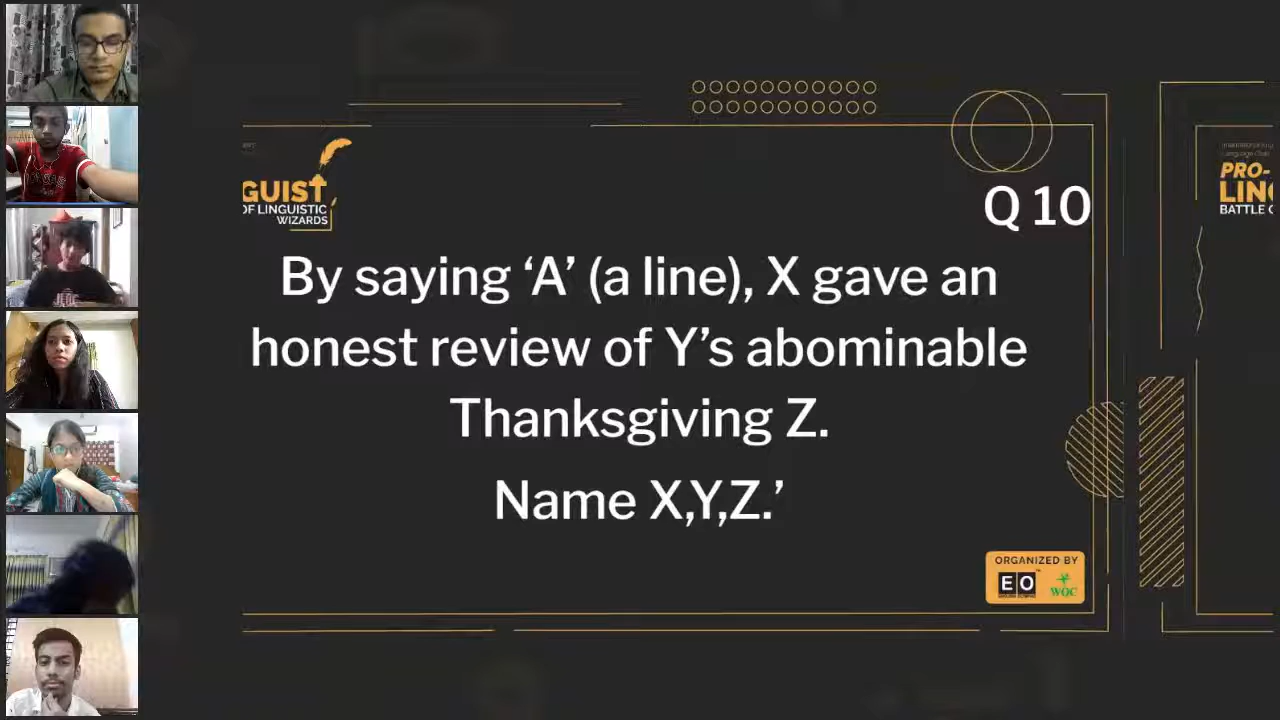 GUIST
OF LINGUISTIC
WIZARDS
Q 10
By saying ‘A’ (a line), X gave an
honest review of Y’s abominable
Thanksgiving Z.
Name X,Y,Z.’
ORGANIZED BY
EO
WQC
PRO-
LING
BATTLE O